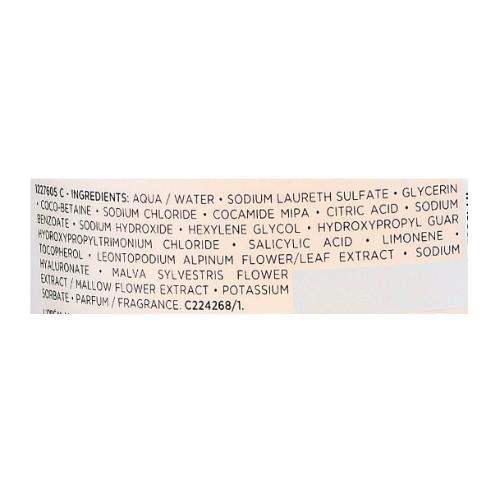 1227605 C - INGREDIENTS: AQUA / WATER • SODIUM LAURETH SULFATE • GLYCERIN
• COCO-BETAINE • SODIUM CHLORIDE • COCAMIDE MIPA • CITRIC ACID • SODIUM
BENZOATE • SODIUM HYDROXIDE • HEXYLENE GLYCOL • HYDROXYPROPYL GUAR
HYDROXYPROPYLTRIMONIUM CHLORIDE • SALICYLIC ACID • LIMONENE •
TOCOPHEROL • LEONTOPODIUM ALPINUM FLOWER/LEAF EXTRACT • SODIUM
HYALURONATE • MALVA SYLVESTRIS FLOWER
EXTRACT / MALLOW FLOWER EXTRACT • POTASSIUM
SORBATE • PARFUM / FRAGRANCE. C224268/1.